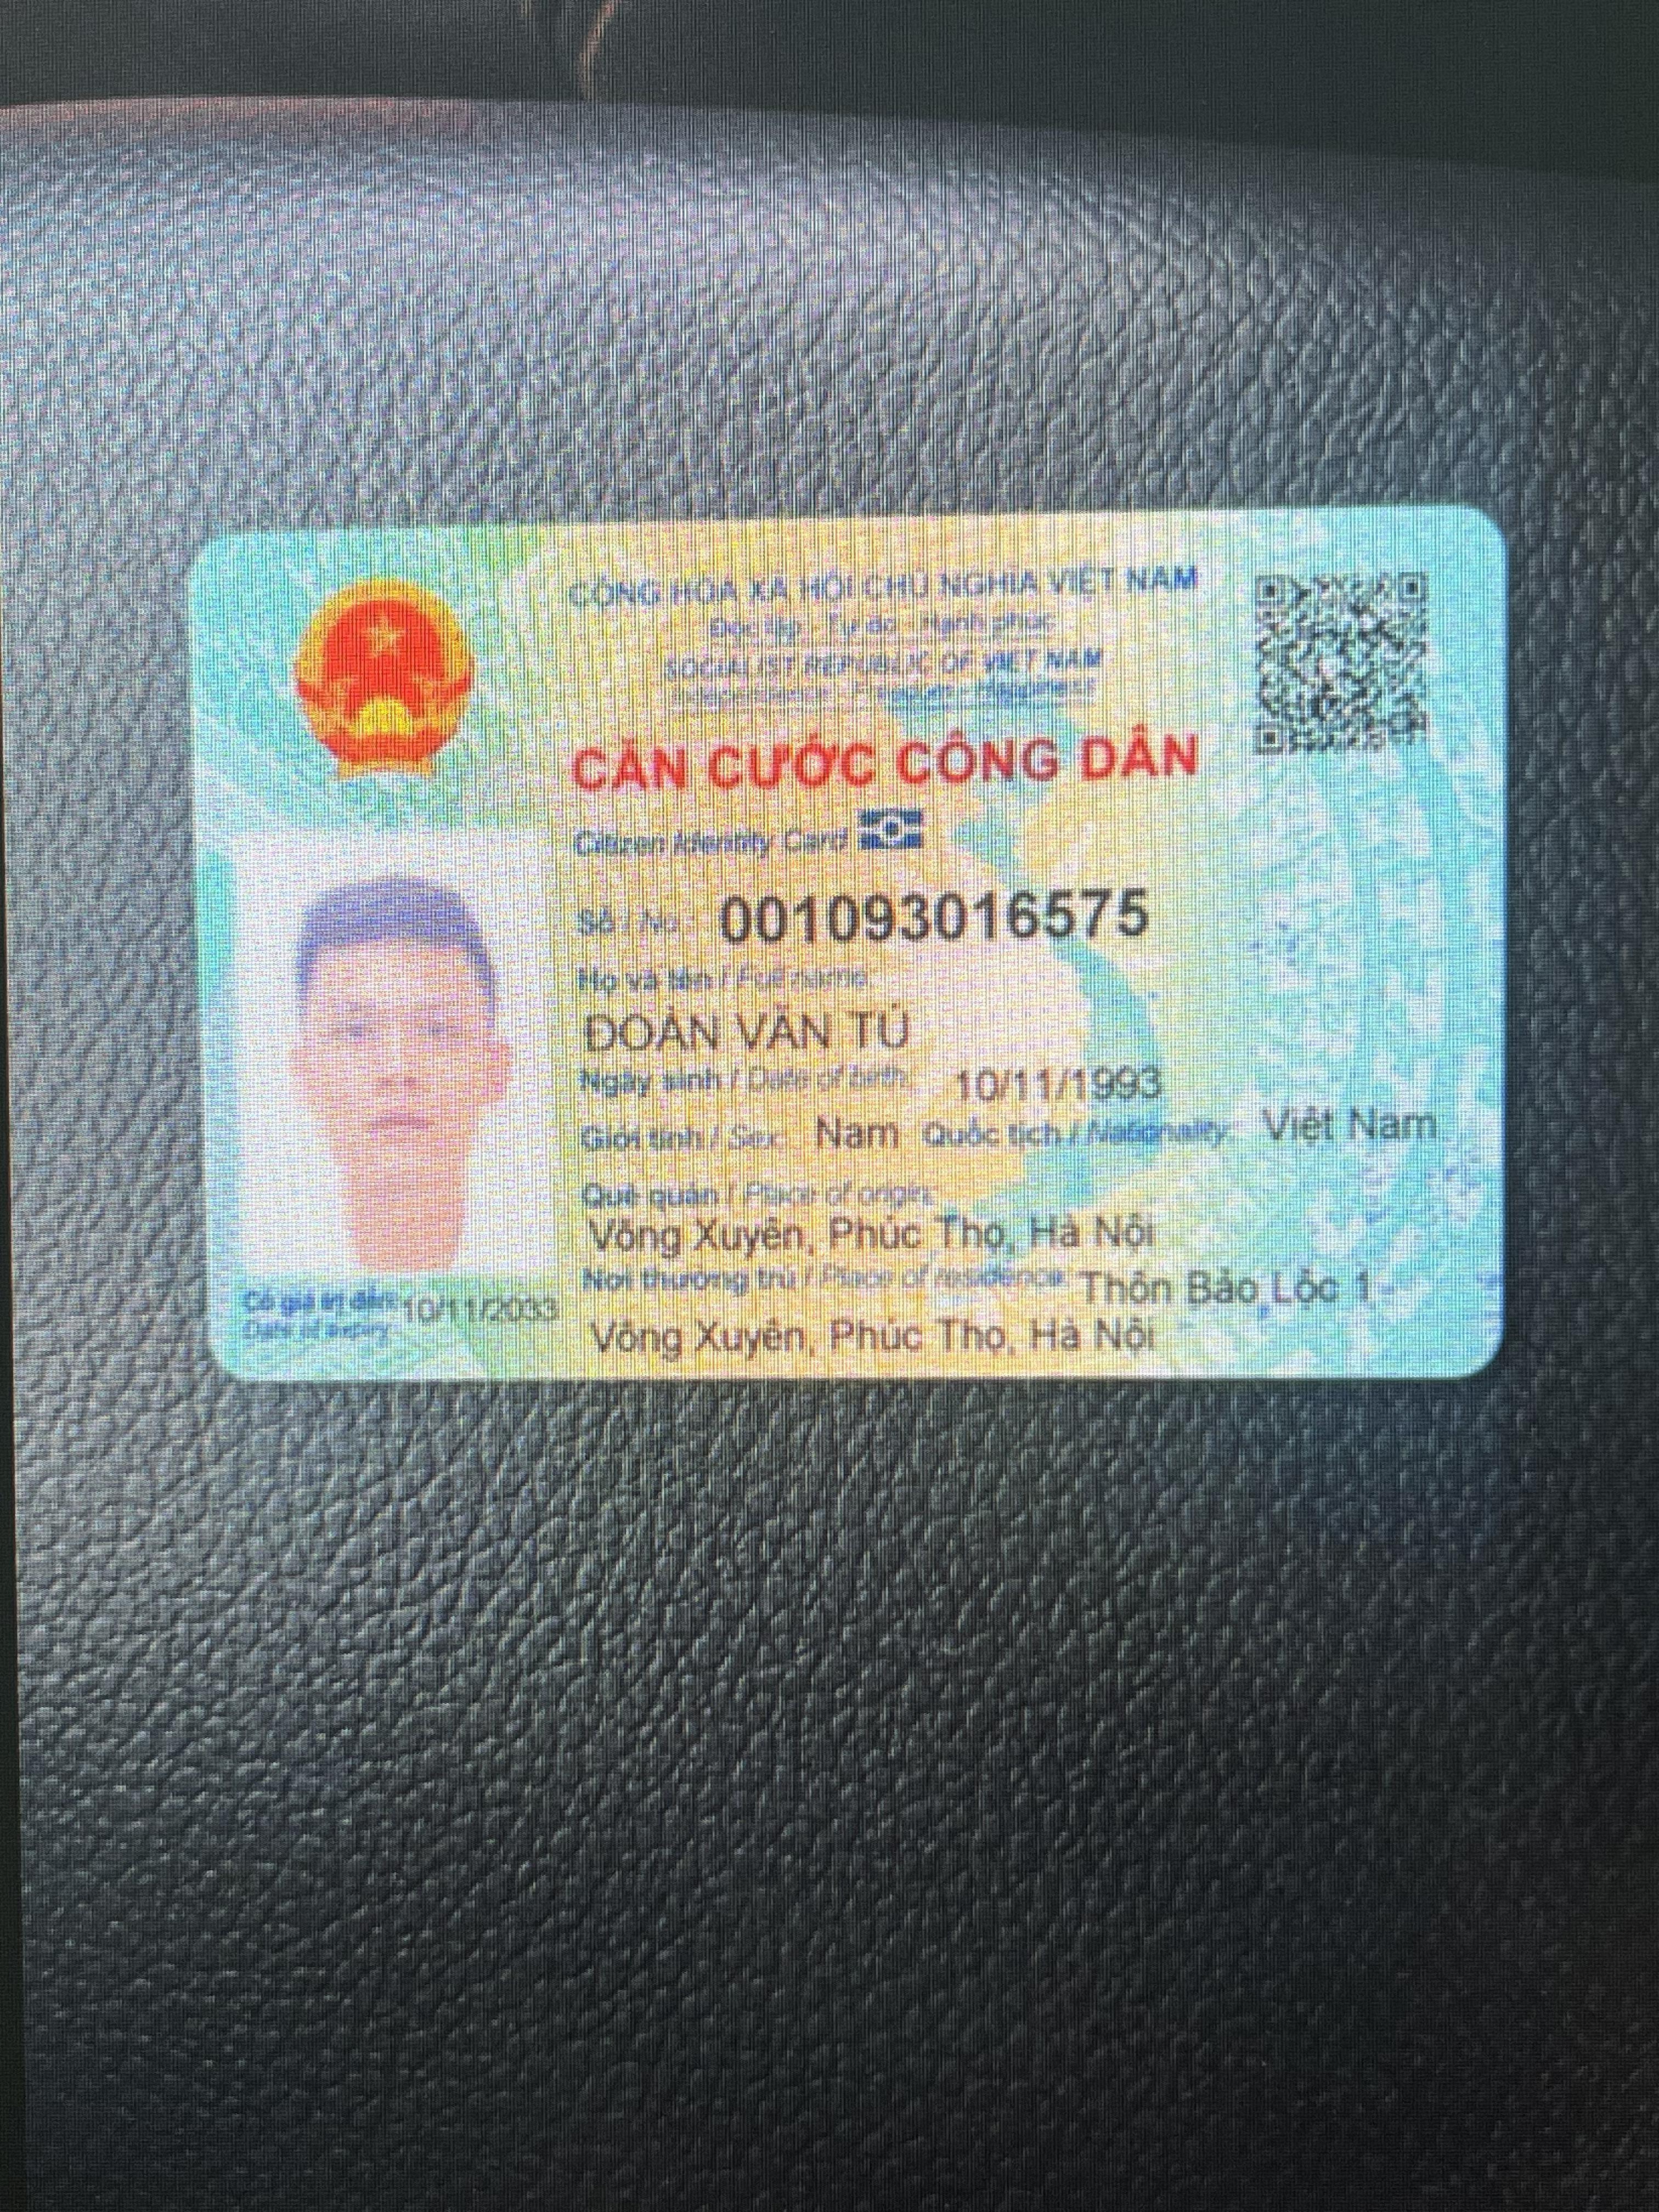 CỘNG HÒA XÃ HỘI CHỦ NGHĨA VIỆT NAM
Độc lập - Tự do - Hạnh phúc
SOCIALIST REPUBLIC OF VIET NAM
CĂN CƯỚC CÔNG DÂN
Citizen Identity Card
Số / No.: 001093016575
Họ và tên / Full name:
ĐOÀN VĂN TÚ
Ngày sinh / Date of birth: 10/11/1993
Giới tính / Sex: Nam Quốc tịch / Nationality: Việt Nam
Quê quán / Place of origin:
Võng Xuyên, Phúc Thọ, Hà Nội
Nơi thường trú / Place of residence: Thôn Bảo Lộc 1
Võng Xuyên, Phúc Thọ, Hà Nội
Có giá trị đến: 10/11/2033
Date of expiry